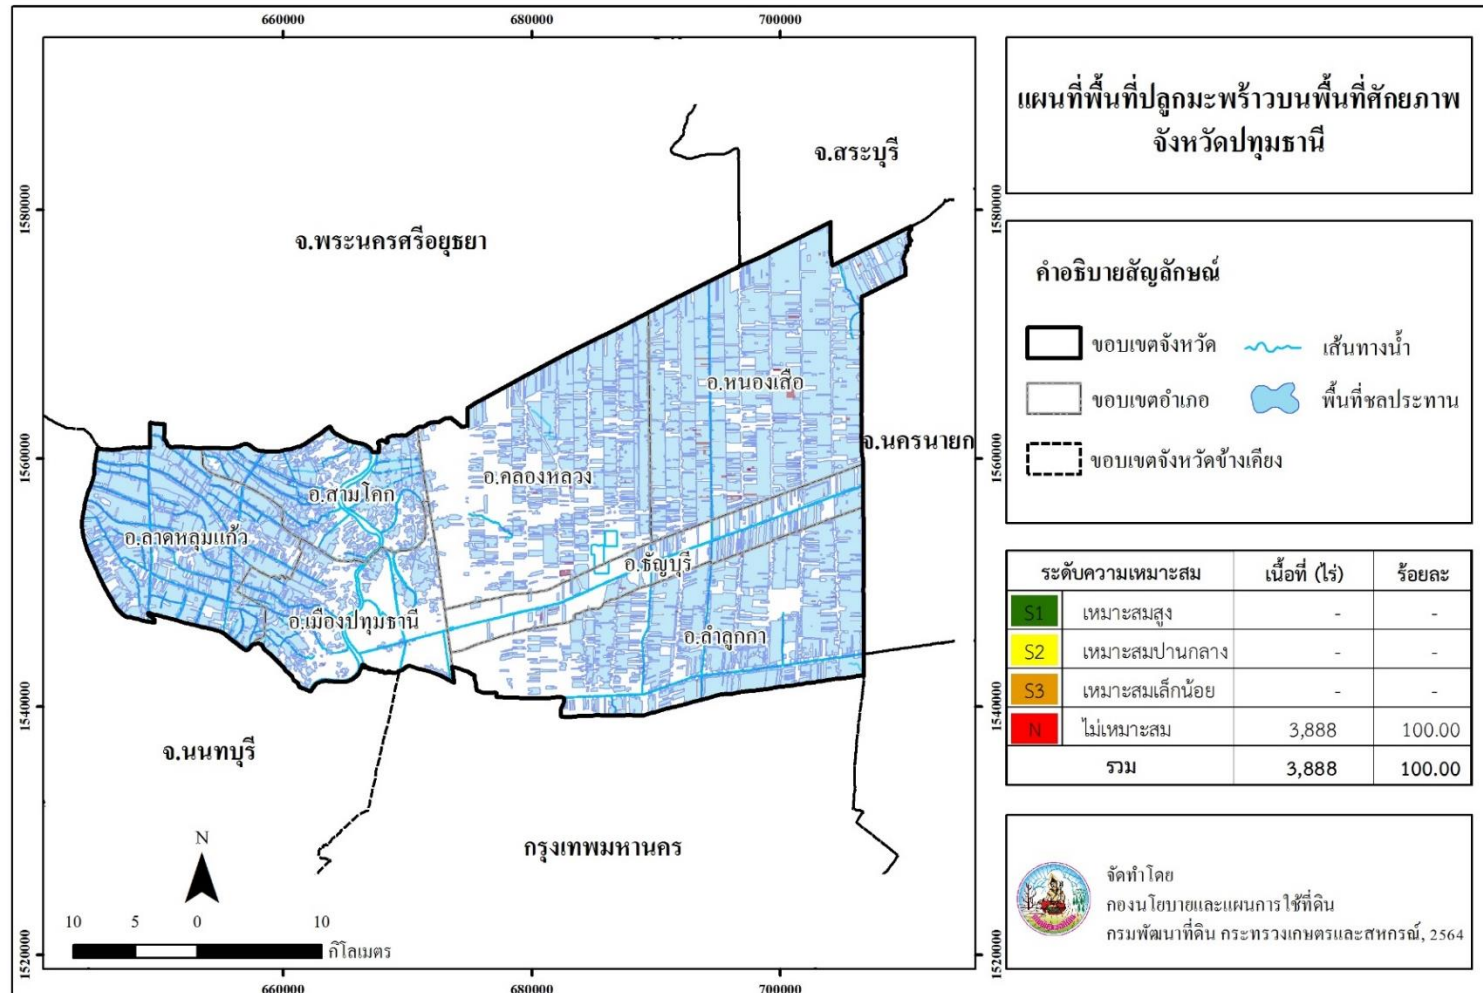 660000
680000
700000
1580000
1560000
1540000
1520000
1580000
1560000
1540000
1520000
จ.สระบุรี
จ.พระนครศรีอยุธยา
อ.หนองเสือ
จ.นครนายก
อ.คลองหลวง
อ.สามโคก
อ.ลาดหลุมแก้ว
อ.ธัญบุรี
อ.เมืองปทุมธานี
อ.ลำลูกกา
จ.นนทบุรี
กรุงเทพมหานคร
N
10 5 0 10
กิโลเมตร
660000
680000
700000
แผนที่พื้นที่ปลูกมะพร้าวบนพื้นที่ศักยภาพ
จังหวัดปทุมธานี
คำอธิบายสัญลักษณ์
ขอบเขตจังหวัด เส้นทางน้ำ
ขอบเขตอำเภอ พื้นที่ชลประทาน
ขอบเขตจังหวัดข้างเคียง
ระดับความเหมาะสม เนื้อที่ (ไร่) ร้อยละ
S1 เหมาะสมสูง - -
S2 เหมาะสมปานกลาง - -
S3 เหมาะสมเล็กน้อย - -
N ไม่เหมาะสม 3,888 100.00
รวม 3,888 100.00
จัดทำโดย
กองนโยบายและแผนการใช้ที่ดิน
กรมพัฒนาที่ดิน กระทรวงเกษตรและสหกรณ์, 2564